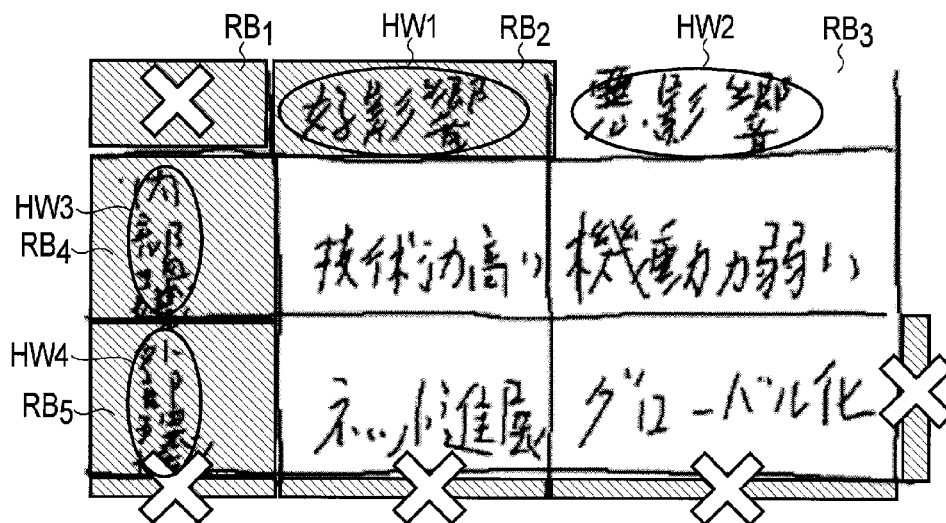 RB1 HW1 RB2 HW2 RB3
好影響 悪影響
HW3
RB4
技術力高い 機動力弱い
HW4
RB5
ネット進展 グローバル化